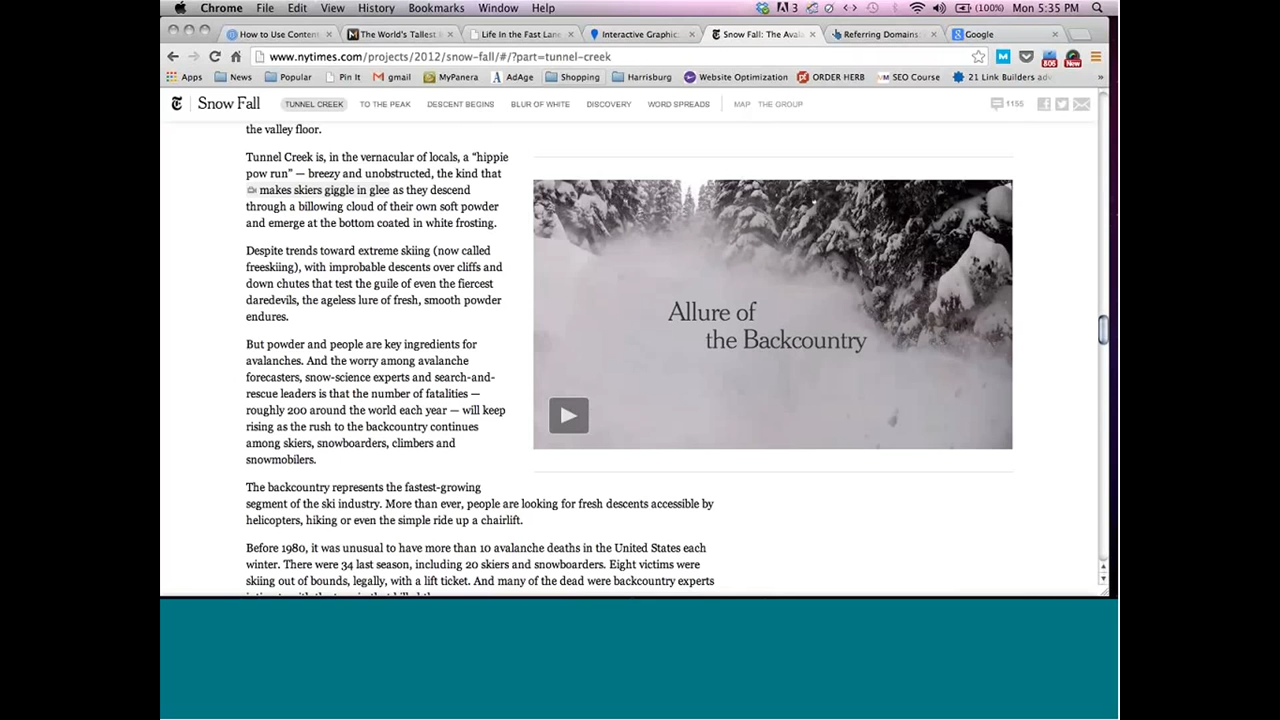 Chrome File Edit View History Bookmarks Window Help 3 (100%) Mon 5:35 PM
How to Use Conten The World's Tallest Life In the Fast Lane Interactive Graphic Snow Fall: The Avala Referring Domains Google
www.nytimes.com/projects/2012/snow-fall/#/?part=tunnel-creek 805 New
Apps News Popular Pin It gmail MyPanera AdAge Shopping Harrisburg Website Optimization ORDER HERB SEO Course 21 Link Builders adv »
Snow Fall TUNNEL CREEK TO THE PEAK DESCENT BEGINS BLUR OF WHITE DISCOVERY WORD SPREADS MAP THE GROUP 1155
the valley floor.
Tunnel Creek is, in the vernacular of locals, a “hippie
pow run” — breezy and unobstructed, the kind that
makes skiers giggle in glee as they descend
through a billowing cloud of their own soft powder
and emerge at the bottom coated in white frosting.
Despite trends toward extreme skiing (now called
freeskiing), with improbable descents over cliffs and
down chutes that test the guile of even the fiercest
daredevils, the ageless lure of fresh, smooth powder
endures.
But powder and people are key ingredients for
avalanches. And the worry among avalanche
forecasters, snow-science experts and search-and-
rescue leaders is that the number of fatalities —
roughly 200 around the world each year — will keep
rising as the rush to the backcountry continues
among skiers, snowboarders, climbers and
snowmobilers.
Allure of
the Backcountry
The backcountry represents the fastest-growing
segment of the ski industry. More than ever, people are looking for fresh descents accessible by
helicopters, hiking or even the simple ride up a chairlift.
Before 1980, it was unusual to have more than 10 avalanche deaths in the United States each
winter. There were 34 last season, including 20 skiers and snowboarders. Eight victims were
skiing out of bounds, legally, with a lift ticket. And many of the dead were backcountry experts